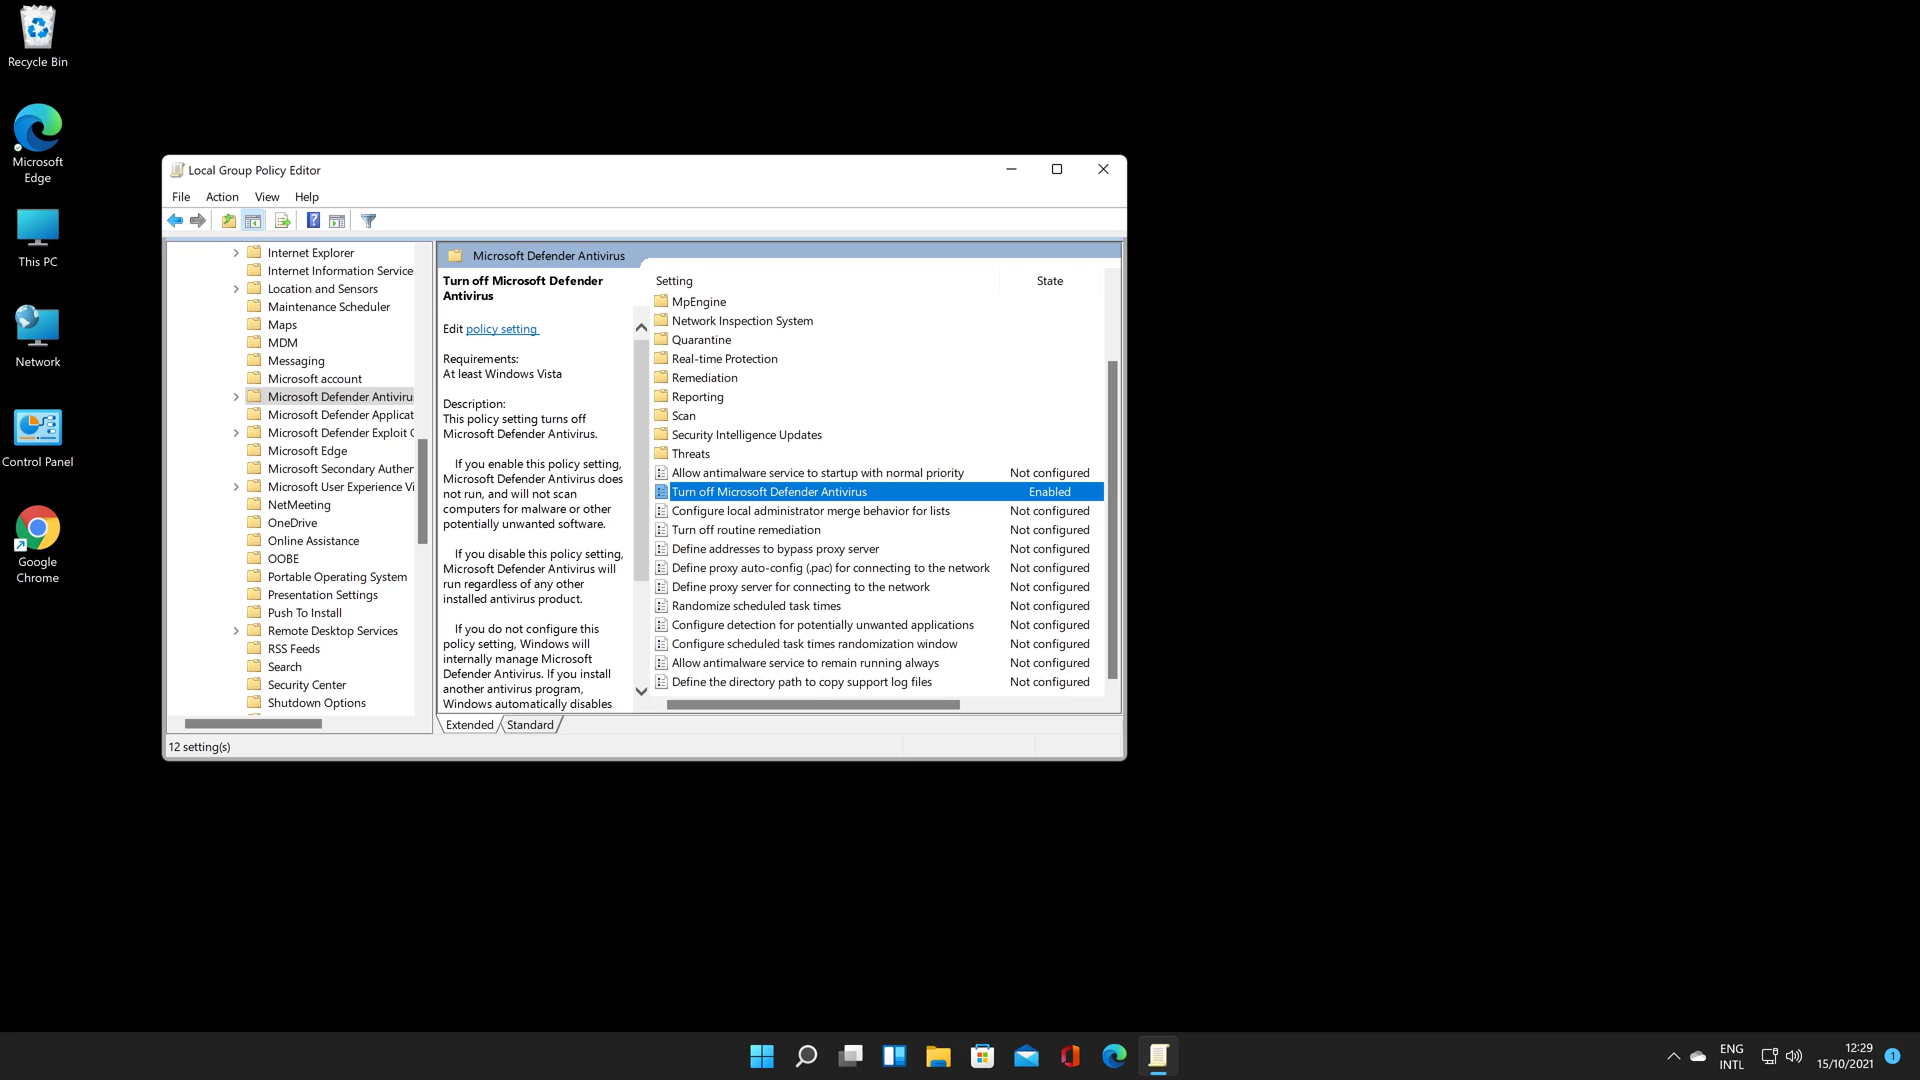 Recycle Bin
Microsoft
Edge
This PC
Network
Control Panel
Google
Chrome
Local Group Policy Editor
File Action View Help
Internet Explorer
Internet Information Service
Location and Sensors
Maintenance Scheduler
Maps
MDM
Messaging
Microsoft account
Microsoft Defender Antiviru
Microsoft Defender Applicat
Microsoft Defender Exploit
Microsoft Edge
Microsoft Secondary Auther
Microsoft User Experience Vi
NetMeeting
OneDrive
Online Assistance
OOBE
Portable Operating System
Presentation Settings
Push To Install
Remote Desktop Services
RSS Feeds
Search
Security Center
Shutdown Options
Microsoft Defender Antivirus
Turn off Microsoft Defender
Antivirus
Edit policy setting
Requirements:
At least Windows Vista
Description:
This policy setting turns off
Microsoft Defender Antivirus.
If you enable this policy setting,
Microsoft Defender Antivirus does
not run, and will not scan
computers for malware or other
potentially unwanted software.
If you disable this policy setting,
Microsoft Defender Antivirus will
run regardless of any other
installed antivirus product.
If you do not configure this
policy setting, Windows will
internally manage Microsoft
Defender Antivirus. If you install
another antivirus program,
Windows automatically disables
Setting State
MpEngine
Network Inspection System
Quarantine
Real-time Protection
Remediation
Reporting
Scan
Security Intelligence Updates
Threats
Allow antimalware service to startup with normal priority Not configured
Turn off Microsoft Defender Antivirus Enabled
Configure local administrator merge behavior for lists Not configured
Turn off routine remediation Not configured
Define addresses to bypass proxy server Not configured
Define proxy auto-config (.pac) for connecting to the network Not configured
Define proxy server for connecting to the network Not configured
Randomize scheduled task times Not configured
Configure detection for potentially unwanted applications Not configured
Configure scheduled task times randomization window Not configured
Allow antimalware service to remain running always Not configured
Define the directory path to copy support log files Not configured
Extended Standard
12 setting(s)
ENG
INTL
12:29
15/10/2021
1